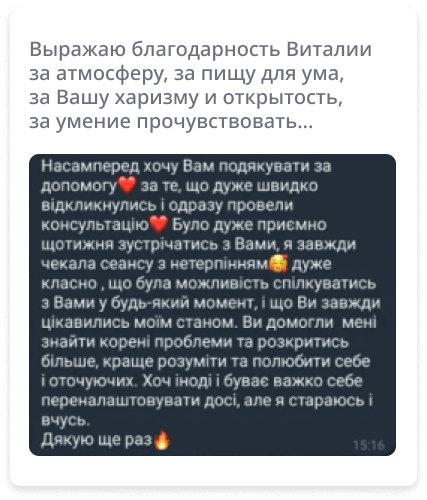 Выражаю благодарность Виталии
за атмосферу, за пищу для ума,
за Вашу харизму и открытость,
за умение прочувствовать...
Насамперед хочу Вам подякувати за
допомогу❤️ за те, що дуже швидко
відкликнулись і одразу провели
консультацію❤️ Було дуже приємно
щотижня зустрічатись з Вами, я завжди
чекала сеансу з нетерпінням🥰 дуже
класно , що була можливість спілкуватись
з Вами у будь-який момент, і що Ви завжди
цікавились моїм станом. Ви домогли  мені
знайти корені проблеми та розкритись
більше, краще розуміти та полюбити себе
і оточуючих. Хоч іноді і буває важко себе
переналаштовувати досі, але я стараюсь і
вчусь.
Дякую ще раз🔥
15:16